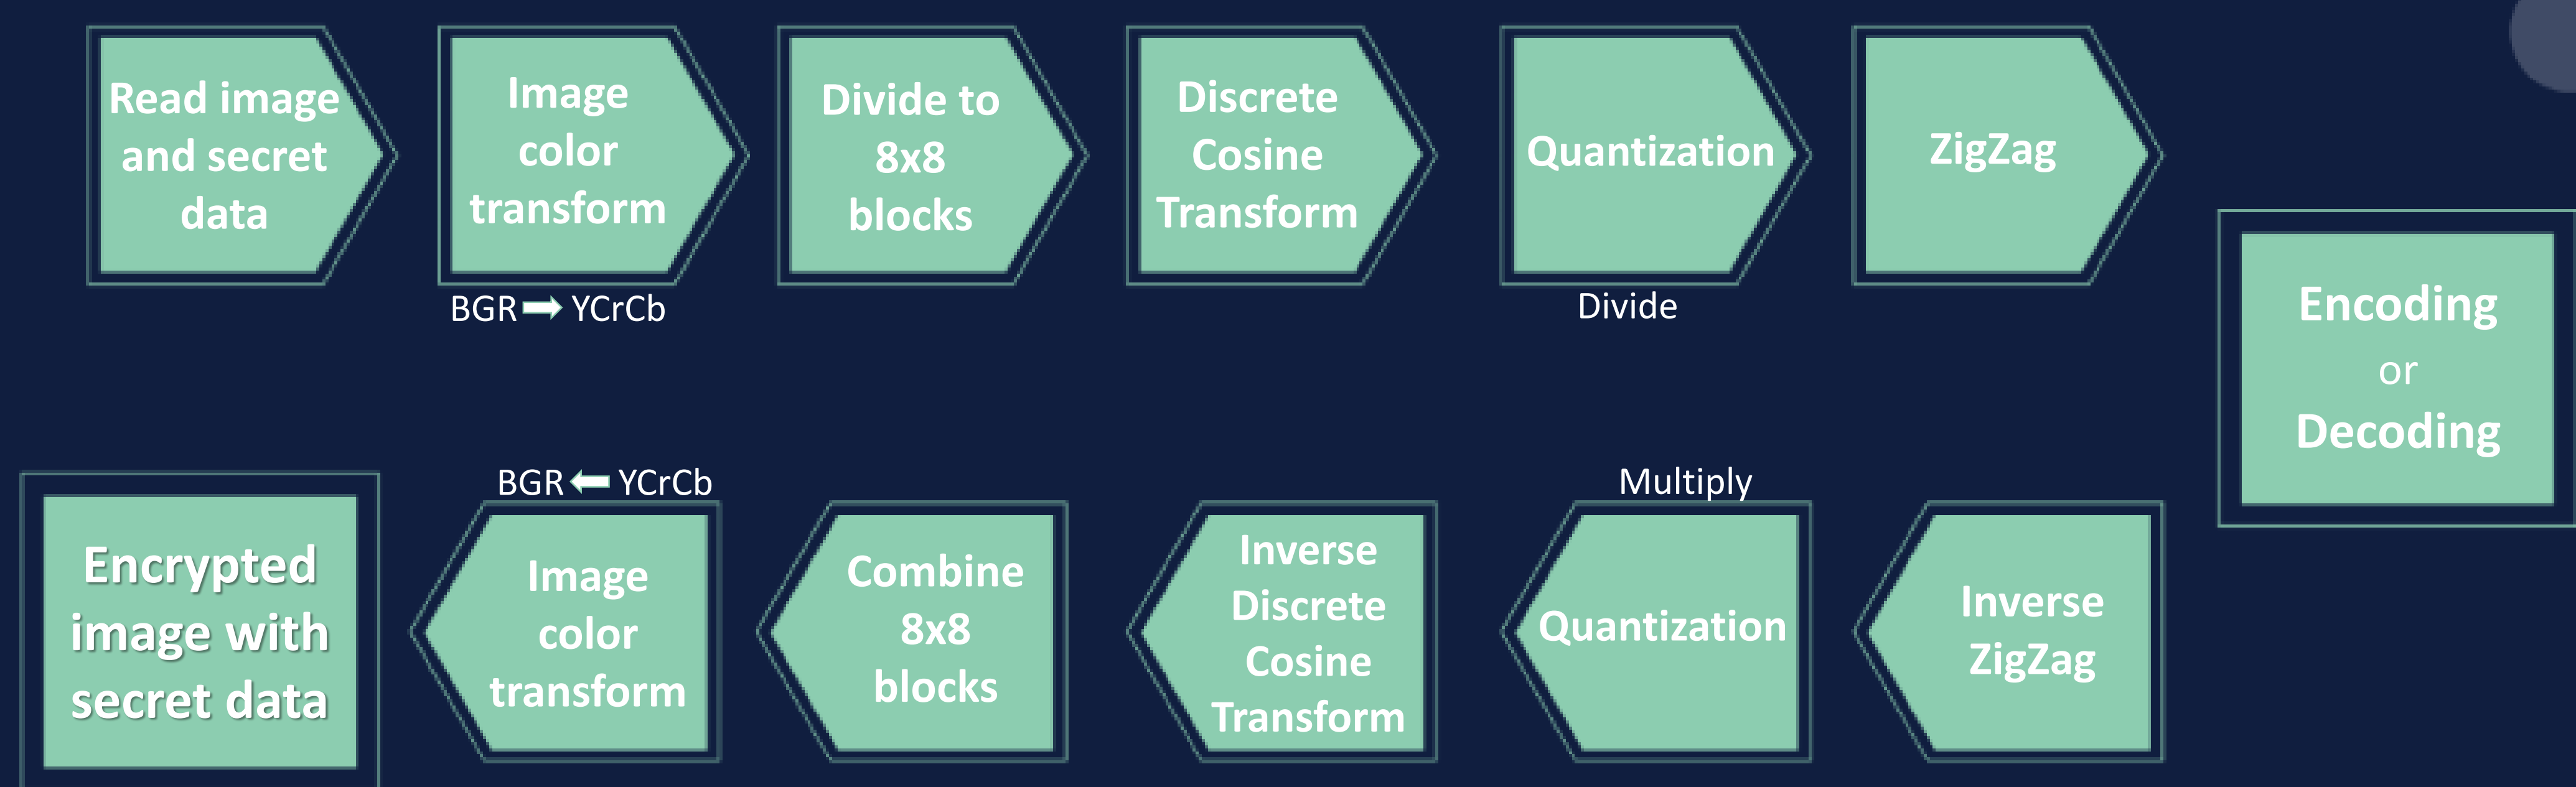 Read image
and secret
data
Image
color
transform
BGR YCrCb
Divide to
8x8
blocks
Discrete
Cosine
Transform
Quantization
Divide
ZigZag
Encoding
or
Decoding
Inverse
ZigZag
Multiply
Quantization
Inverse
Discrete
Cosine
Transform
Combine
8x8
blocks
BGR YCrCb
Image
color
transform
Encrypted
image with
secret data